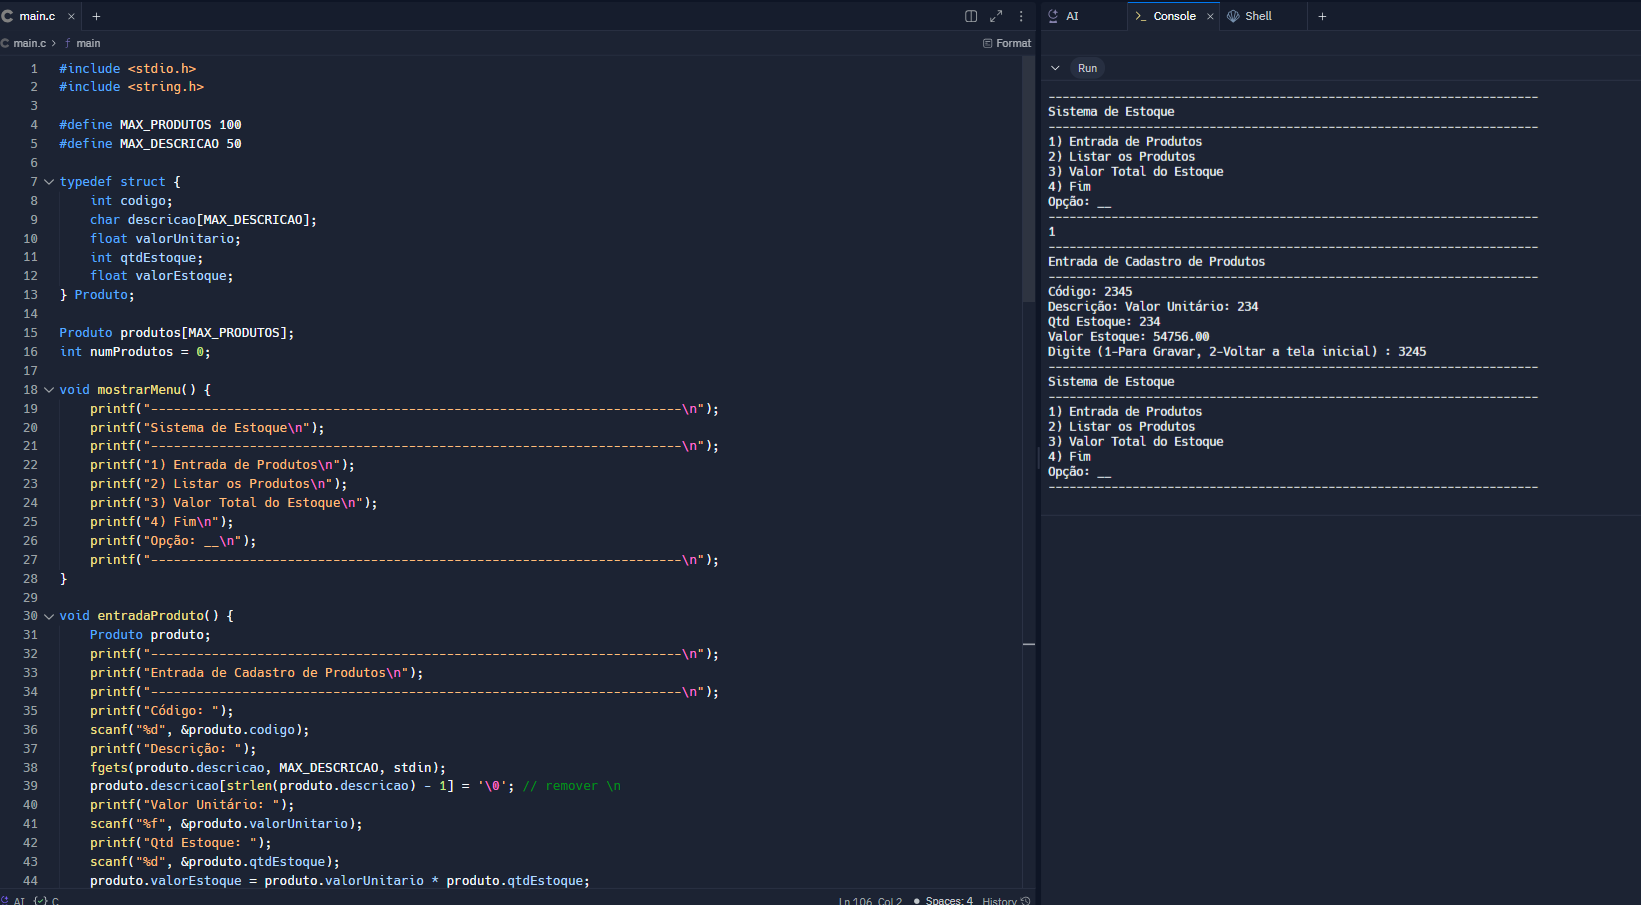 main.c × +
main.c > f main
Format
1 #include <stdio.h>
2 #include <string.h>
3
4 #define MAX_PRODUTOS 100
5 #define MAX_DESCRICAO 50
6
7 typedef struct {
8 int codigo;
9 char descricao[MAX_DESCRICAO];
10 float valorUnitario;
11 int qtdEstoque;
12 float valorEstoque;
13 } Produto;
14
15 Produto produtos[MAX_PRODUTOS];
16 int numProdutos = 0;
17
18 void mostrarMenu() {
19 printf("----------------------------------------------------------------------\n");
20 printf("Sistema de Estoque\n");
21 printf("----------------------------------------------------------------------\n");
22 printf("1) Entrada de Produtos\n");
23 printf("2) Listar os Produtos\n");
24 printf("3) Valor Total do Estoque\n");
25 printf("4) Fim\n");
26 printf("Opção: __\n");
27 printf("----------------------------------------------------------------------\n");
28 }
29
30 void entradaProduto() {
31 Produto produto;
32 printf("----------------------------------------------------------------------\n");
33 printf("Entrada de Cadastro de Produtos\n");
34 printf("----------------------------------------------------------------------\n");
35 printf("Código: ");
36 scanf("%d", &produto.codigo);
37 printf("Descrição: ");
38 fgets(produto.descricao, MAX_DESCRICAO, stdin);
39 produto.descricao[strlen(produto.descricao) - 1] = '\0'; // remover \n
40 printf("Valor Unitário: ");
41 scanf("%f", &produto.valorUnitario);
42 printf("Qtd Estoque: ");
43 scanf("%d", &produto.qtdEstoque);
44 produto.valorEstoque = produto.valorUnitario * produto.qtdEstoque;
AI {✓} C
Ln 106, Col 2 • Spaces: 4 History
AI Console × Shell +
Run
----------------------------------------------------------------------
Sistema de Estoque
----------------------------------------------------------------------
1) Entrada de Produtos
2) Listar os Produtos
3) Valor Total do Estoque
4) Fim
Opção: __
----------------------------------------------------------------------
1
----------------------------------------------------------------------
Entrada de Cadastro de Produtos
----------------------------------------------------------------------
Código: 2345
Descrição: Valor Unitário: 234
Qtd Estoque: 234
Valor Estoque: 54756.00
Digite (1-Para Gravar, 2-Voltar a tela inicial) : 3245
----------------------------------------------------------------------
Sistema de Estoque
----------------------------------------------------------------------
1) Entrada de Produtos
2) Listar os Produtos
3) Valor Total do Estoque
4) Fim
Opção: __
----------------------------------------------------------------------